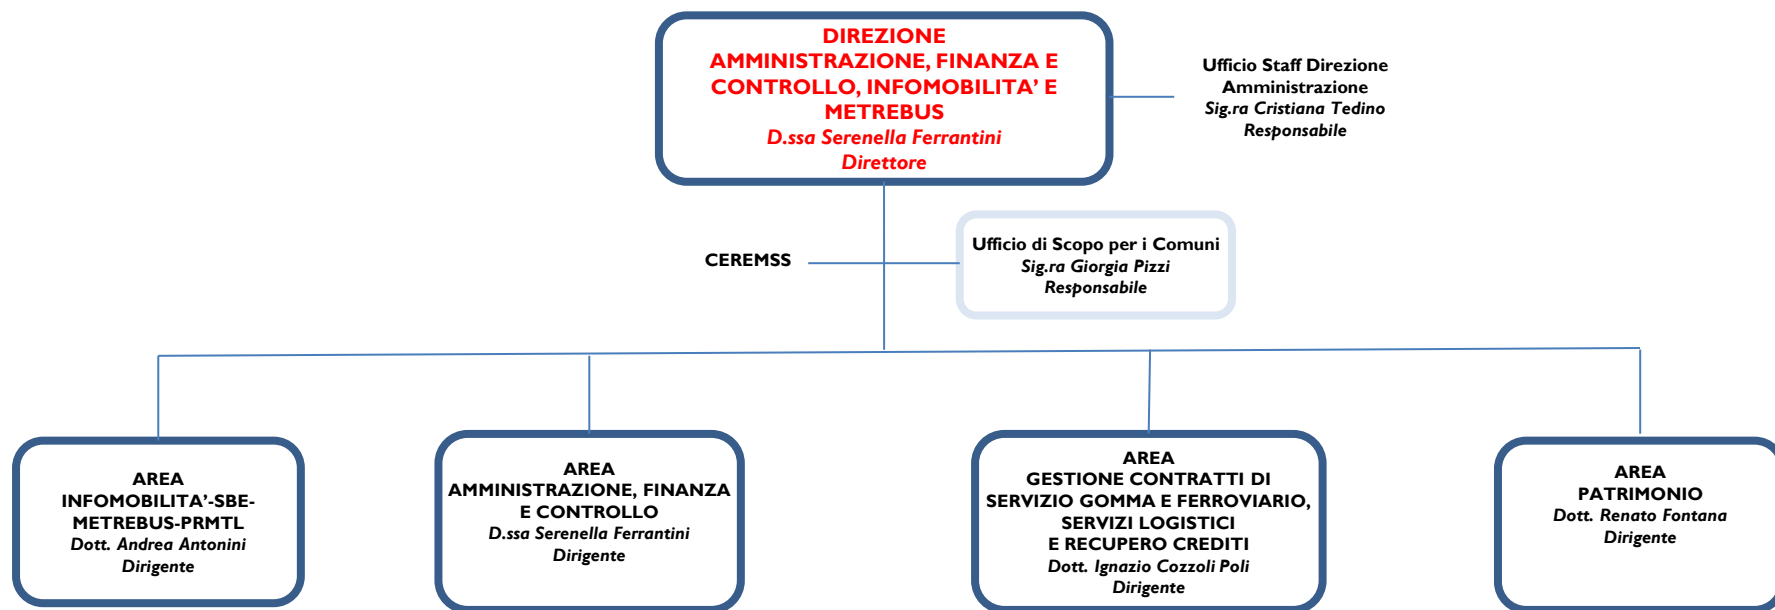 DIREZIONE
AMMINISTRAZIONE, FINANZA E
CONTROLLO, INFOMOBILITA’ E
METREBUS
D.ssa Serenella Ferrantini
Direttore
Ufficio Staff Direzione
Amministrazione
Sig.ra Cristiana Tedino
Responsabile
CEREMSS
Ufficio di Scopo per i Comuni
Sig.ra Giorgia Pizzi
Responsabile
AREA
INFOMOBILITA’-SBE-
METREBUS-PRMTL
Dott. Andrea Antonini
Dirigente
AREA
AMMINISTRAZIONE, FINANZA
E CONTROLLO
D.ssa Serenella Ferrantini
Dirigente
AREA
GESTIONE CONTRATTI DI
SERVIZIO GOMMA E FERROVIARIO,
SERVIZI LOGISTICI
E RECUPERO CREDITI
Dott. Ignazio Cozzoli Poli
Dirigente
AREA
PATRIMONIO
Dott. Renato Fontana
Dirigente